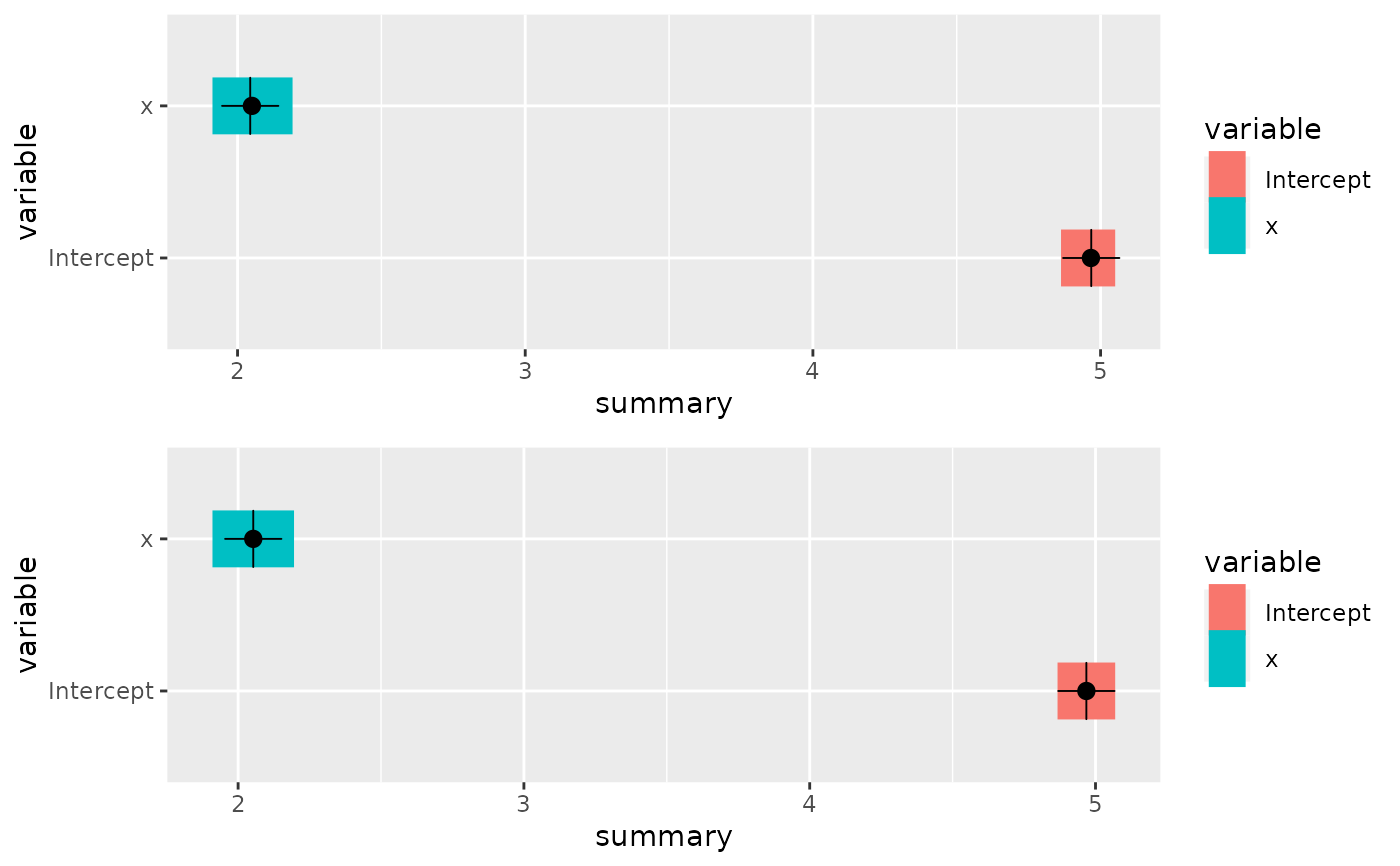 variable
x
Intercept
2 3 4 5
summary
variable
Intercept
x
variable
x
Intercept
2 3 4 5
summary
variable
Intercept
x